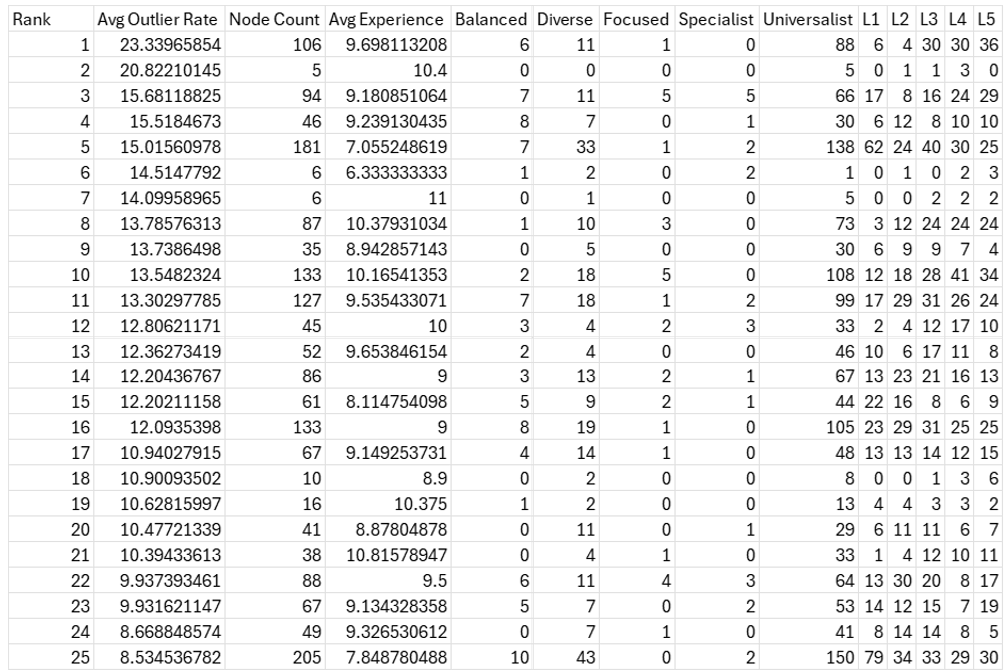 Rank Avg Outlier Rate Node Count Avg Experience Balanced Diverse Focused Specialist Universalist L1 L2 L3 L4 L5
1 23.33965854 106 9.698113208 6 11 1 0 88 6 4 30 30 36
2 20.82210145 5 10.4 0 0 0 0 5 0 1 1 3 0
3 15.68118825 94 9.180851064 7 11 5 5 66 17 8 16 24 29
4 15.5184673 46 9.239130435 8 7 0 1 30 6 12 8 10 10
5 15.01560978 181 7.055248619 7 33 1 2 138 62 24 40 30 25
6 14.5147792 6 6.333333333 1 2 0 2 1 0 1 0 2 3
7 14.09958965 6 11 0 1 0 0 5 0 0 2 2 2
8 13.78576313 87 10.37931034 1 10 3 0 73 3 12 24 24 24
9 13.7386498 35 8.942857143 0 5 0 0 30 6 9 9 7 4
10 13.5482324 133 10.16541353 2 18 5 0 108 12 18 28 41 34
11 13.30297785 127 9.535433071 7 18 1 2 99 17 29 31 26 24
12 12.80621171 45 10 3 4 2 3 33 2 4 12 17 10
13 12.36273419 52 9.653846154 2 4 0 0 46 10 6 17 11 8
14 12.20436767 86 9 3 13 2 1 67 13 23 21 16 13
15 12.20211158 61 8.114754098 5 9 2 1 44 22 16 8 6 9
16 12.0935398 133 9 8 19 1 0 105 23 29 31 25 25
17 10.94027915 67 9.149253731 4 14 1 0 48 13 13 14 12 15
18 10.90093502 10 8.9 0 2 0 0 8 0 0 1 3 6
19 10.62815997 16 10.375 1 2 0 0 13 4 4 3 3 2
20 10.47721339 41 8.87804878 0 11 0 1 29 6 11 11 6 7
21 10.39433613 38 10.81578947 0 4 1 0 33 1 4 12 10 11
22 9.937393461 88 9.5 6 11 4 3 64 13 30 20 8 17
23 9.931621147 67 9.134328358 5 7 0 2 53 14 12 15 7 19
24 8.668848574 49 9.326530612 0 7 1 0 41 8 14 14 8 5
25 8.534536782 205 7.848780488 10 43 0 2 150 79 34 33 29 30